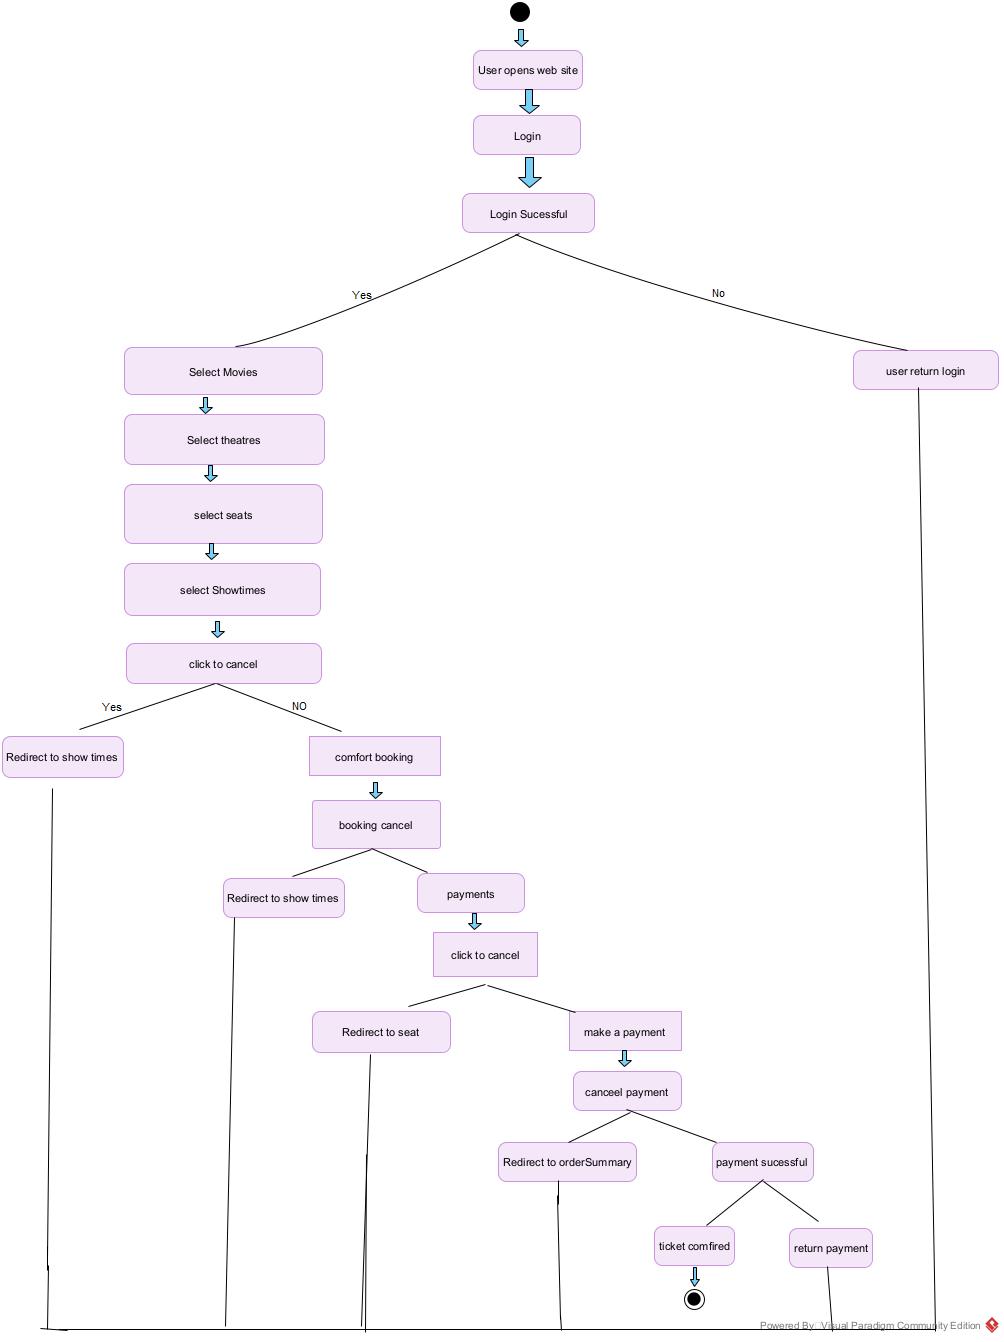 User opens web site
Login
Login Sucessful
Yes
No
Select Movies
user return login
Select theatres
select seats
select Showtimes
click to cancel
Yes
NO
Redirect to show times
comfort booking
booking cancel
Redirect to show times
payments
click to cancel
Redirect to seat
make a payment
canceel payment
Redirect to orderSummary
payment sucessful
ticket comfired
return payment
Powered By: Visual Paradigm Community Edition